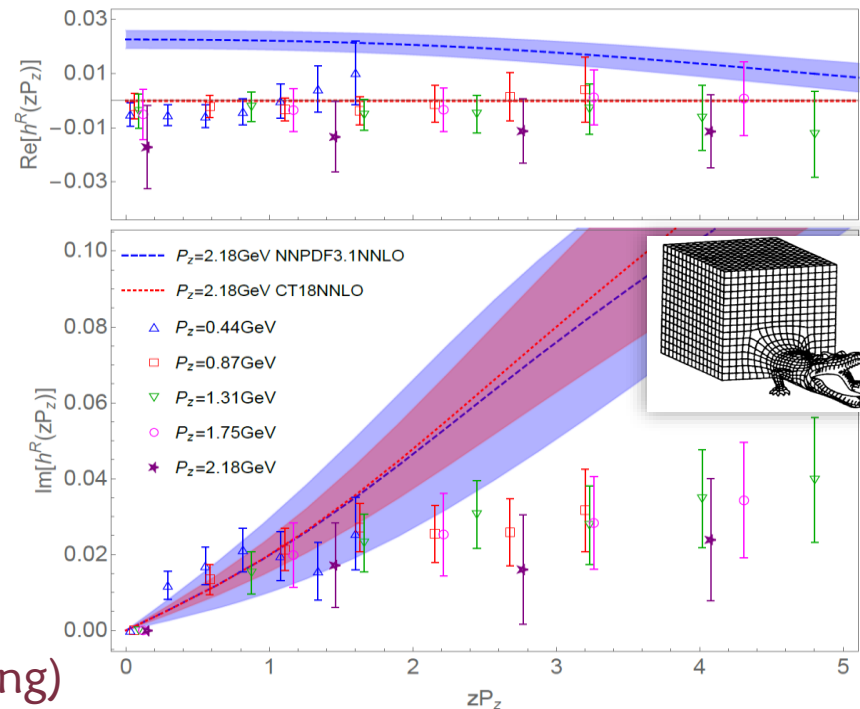 0.03
0.01
−0.01
−0.03
Re[hᴿ(zP_z)]
0.10
0.08
0.06
0.04
0.02
0.00
Im[hᴿ(zP_z)]
P_z=2.18GeV NNPDF3.1NNLO
P_z=2.18GeV CT18NNLO
P_z=0.44GeV
P_z=0.87GeV
P_z=1.31GeV
P_z=1.75GeV
P_z=2.18GeV
0 1 2 3 4 5
zP_z
ng)